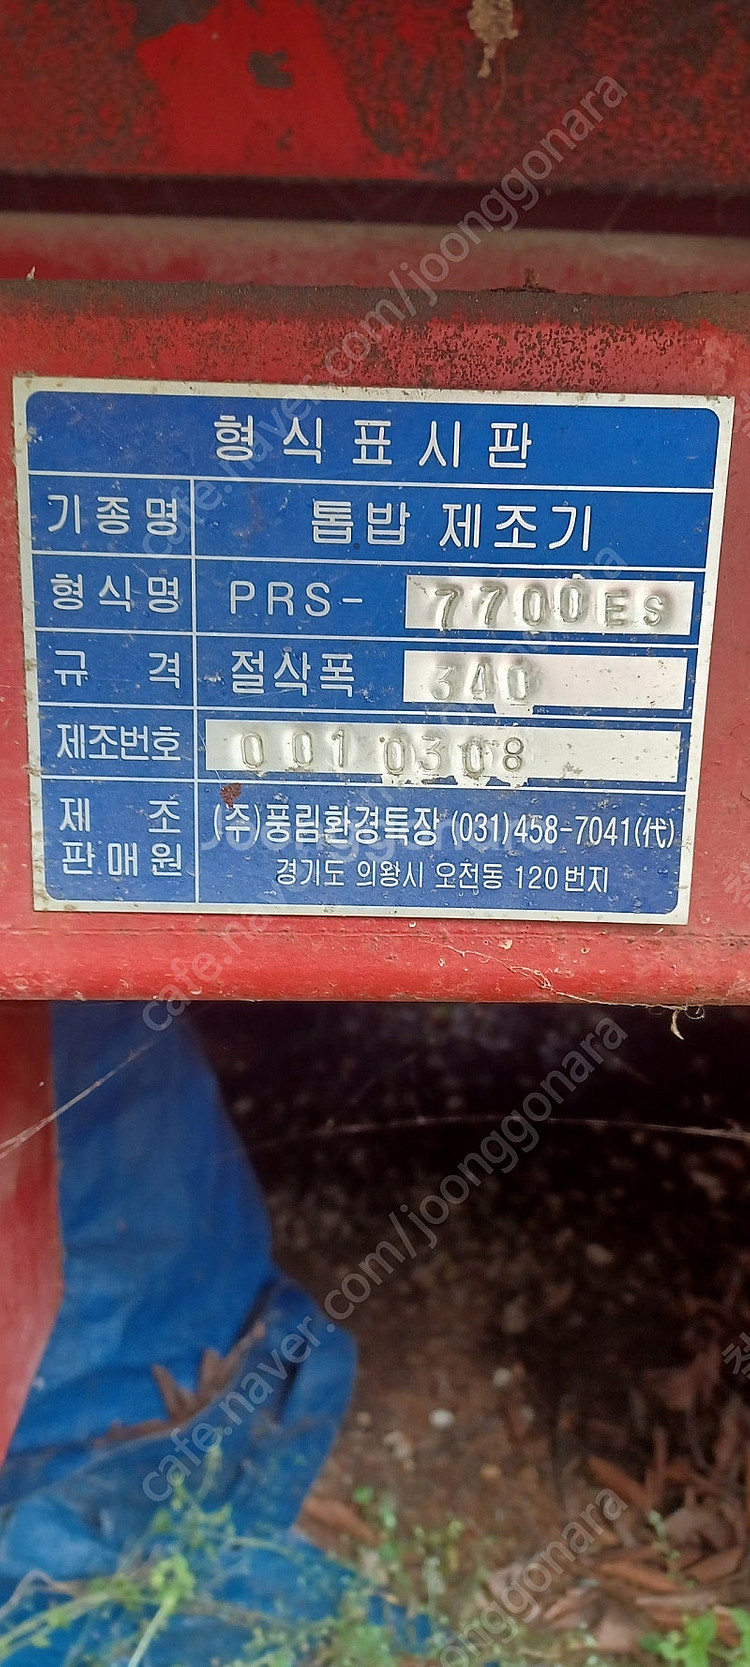 형식표시판
기종명 톱밥 제조기
형식명 PRS- 7700ES
규격 절삭폭 340
제조번호 0010308
제조 판매원 (주)풍림환경특장 (031)458-7041(代)
경기도 의왕시 오전동 120번지
cafe.naver.com/joonggonara
cafe.naver.com/joonggonara
cafe.naver.com/joonggonara
joonggonara